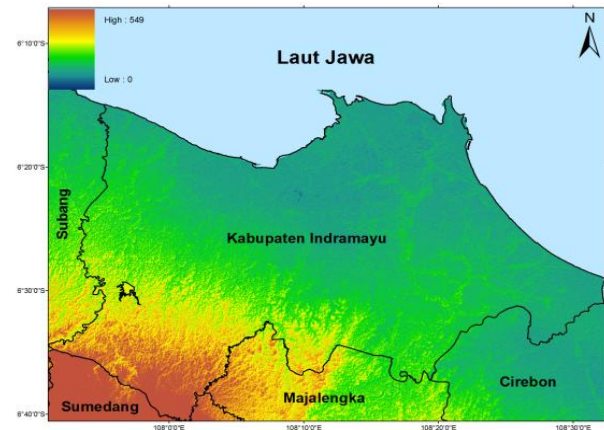 High : 549
Low : 0
N
Laut Jawa
Subang
Kabupaten Indramayu
Cirebon
Majalengka
Sumedang
6°10'0"S
6°20'0"S
6°30'0"S
6°40'0"S
108°0'0"E
108°10'0"E
108°20'0"E
108°30'0"E